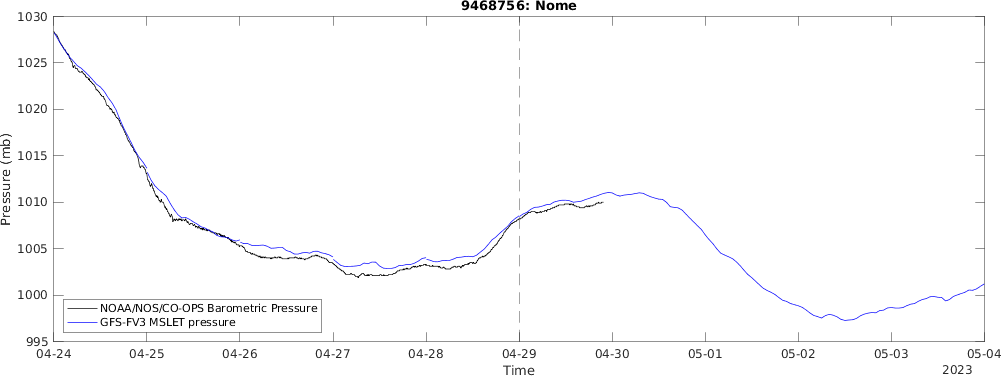 9468756: Nome
1030
1025
1020
1015
1010
1005
1000
995
Pressure (mb)
NOAA/NOS/CO-OPS Barometric Pressure
GFS-FV3 MSLET pressure
04-24 04-25 04-26 04-27 04-28 04-29 04-30 05-01 05-02 05-03 05-04
Time
2023